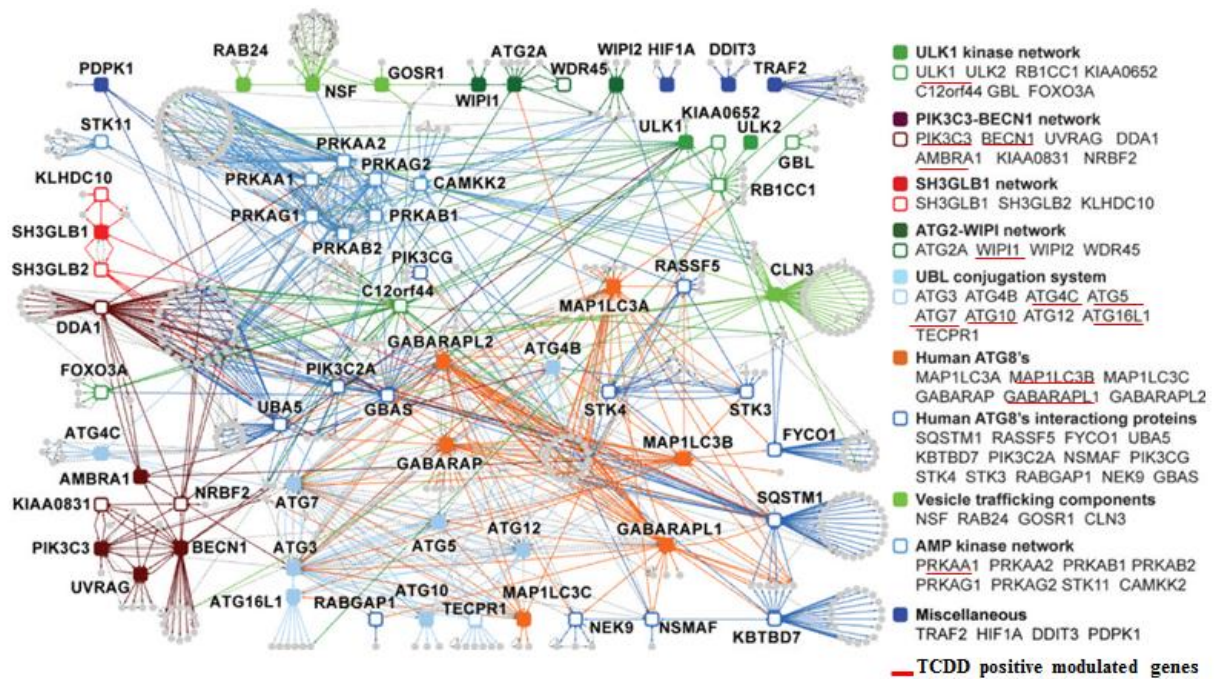 RAB24
NSF
GOSR1
ATG2A
WIPI1
WDR45
WIPI2
HIF1A
DDIT3
TRAF2
PDPK1
STK11
KLHDC10
SH3GLB1
SH3GLB2
DDA1
FOXO3A
ATG4C
AMBRA1
KIAA0831
NRBF2
PIK3C3
BECN1
UVRAG
PRKAA2
PRKAG2
PRKAA1
CAMKK2
PRKAG1
PRKAB1
PRKAB2
PIK3CG
C12orf44
KIAA0652
ULK1
ULK2
GBL
RB1CC1
RASSF5
CLN3
MAP1LC3A
GABARAPL2
ATG4B
PIK3C2A
UBA5
GBAS
STK4
STK3
MAP1LC3B
FYCO1
GABARAP
ATG7
ATG5
ATG12
ATG3
GABARAPL1
SQSTM1
ATG16L1
RABGAP1
ATG10
TECPR1
MAP1LC3C
NEK9
NSMAF
KBTBD7
ULK1 kinase network
ULK1 ULK2 RB1CC1 KIAA0652
C12orf44 GBL FOXO3A
PIK3C3-BECN1 network
PIK3C3 BECN1 UVRAG DDA1
AMBRA1 KIAA0831 NRBF2
SH3GLB1 network
SH3GLB1 SH3GLB2 KLHDC10
ATG2-WIPI network
ATG2A WIPI1 WIPI2 WDR45
UBL conjugation system
ATG3 ATG4B ATG4C ATG5
ATG7 ATG10 ATG12 ATG16L1
TECPR1
Human ATG8's
MAP1LC3A MAP1LC3B MAP1LC3C
GABARAP GABARAPL1 GABARAPL2
Human ATG8's interactiong proteins
SQSTM1 RASSF5 FYCO1 UBA5
KBTBD7 PIK3C2A NSMAF PIK3CG
STK4 STK3 RABGAP1 NEK9 GBAS
Vesicle trafficking components
NSF RAB24 GOSR1 CLN3
AMP kinase network
PRKAA1 PRKAA2 PRKAB1 PRKAB2
PRKAG1 PRKAG2 STK11 CAMKK2
Miscellaneous
TRAF2 HIF1A DDIT3 PDPK1
TCDD positive modulated genes